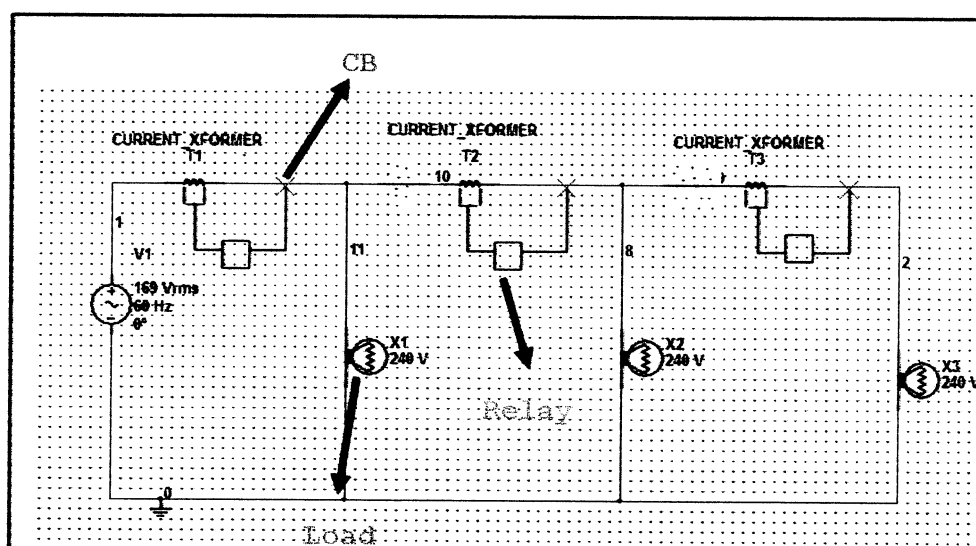 CB
CURRENT_XFORMER
T1
CURRENT_XFORMER
T2
CURRENT_XFORMER
T3
10
1
V1
11
8
2
169 Vrms
60 Hz
0°
X1
240 V
X2
240 V
X3
240 V
Relay
0
Load